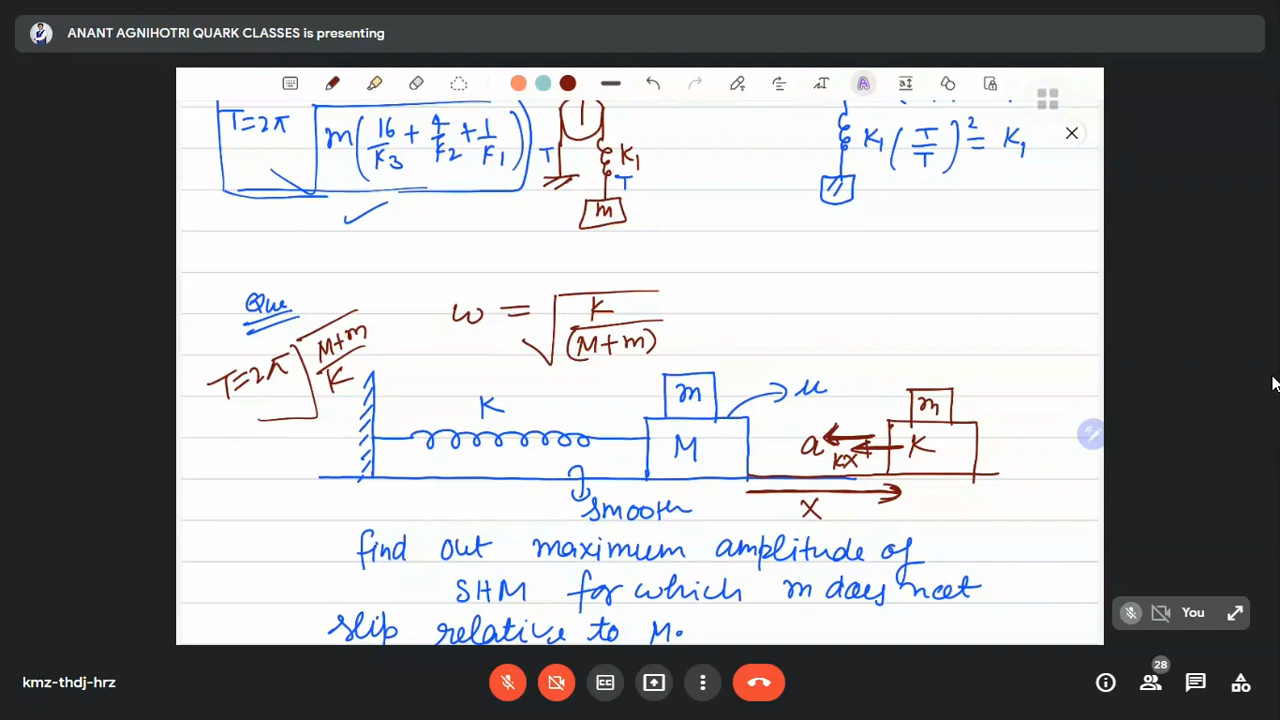 ANANT AGNIHOTRI QUARK CLASSES is presenting
T=2π √m(16/K3 + 4/K2 + 1/K1)
T
K1
T
m
K1 (T/T)^2 = K1
Que
ω = √K/(M+m)
T=2π √M+m/K
K
m
M
μ
m
a
Kx
K
x
smooth
find out maximum amplitude of
SHM for which m does not
slip relative to M.
You
kmz-thdj-hrz
28